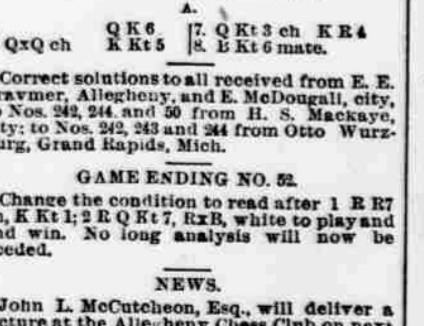 A.
Q K 6 7. Q Kt 3 ch K R 4
QxQ ch K Kt 5 8. B Kt 6 mate.
Correct solutions to all received from E. E.
Allegheny, and E. McDougall, city,
Nos. 242, 244 and 50 from H. S. Mackaye,
to Nos. 242, 243 and 244 from Otto Wurz-
Grand Rapids, Mich.
GAME ENDING NO. 52.
Change the condition to read after 1 R R7
K Kt 1; 2 R Q Kt 7, RxB, white to play and
win. No long analysis will now be
NEWS.
John L. McCutcheon, Esq., will deliver a
at the Allegheny Chess Club on next